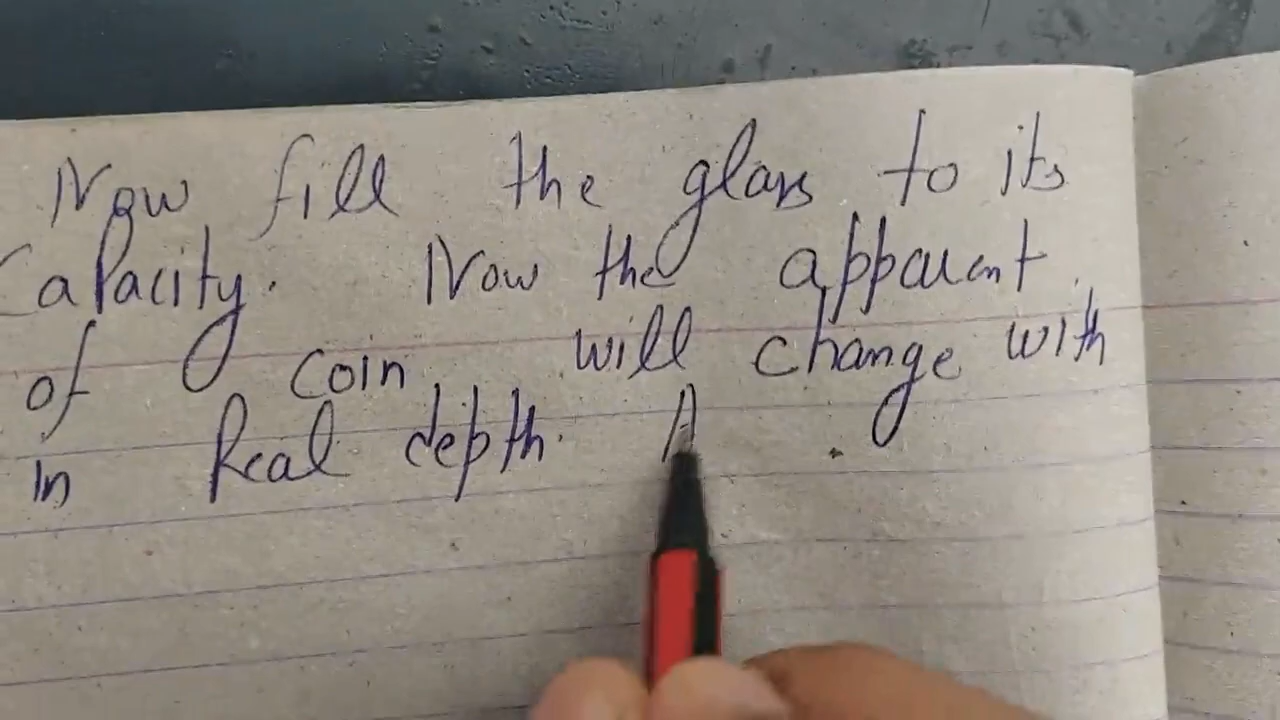 Now fill the glass to its
Capacity. Now the apparent
of coin will change with
in Real depth. A